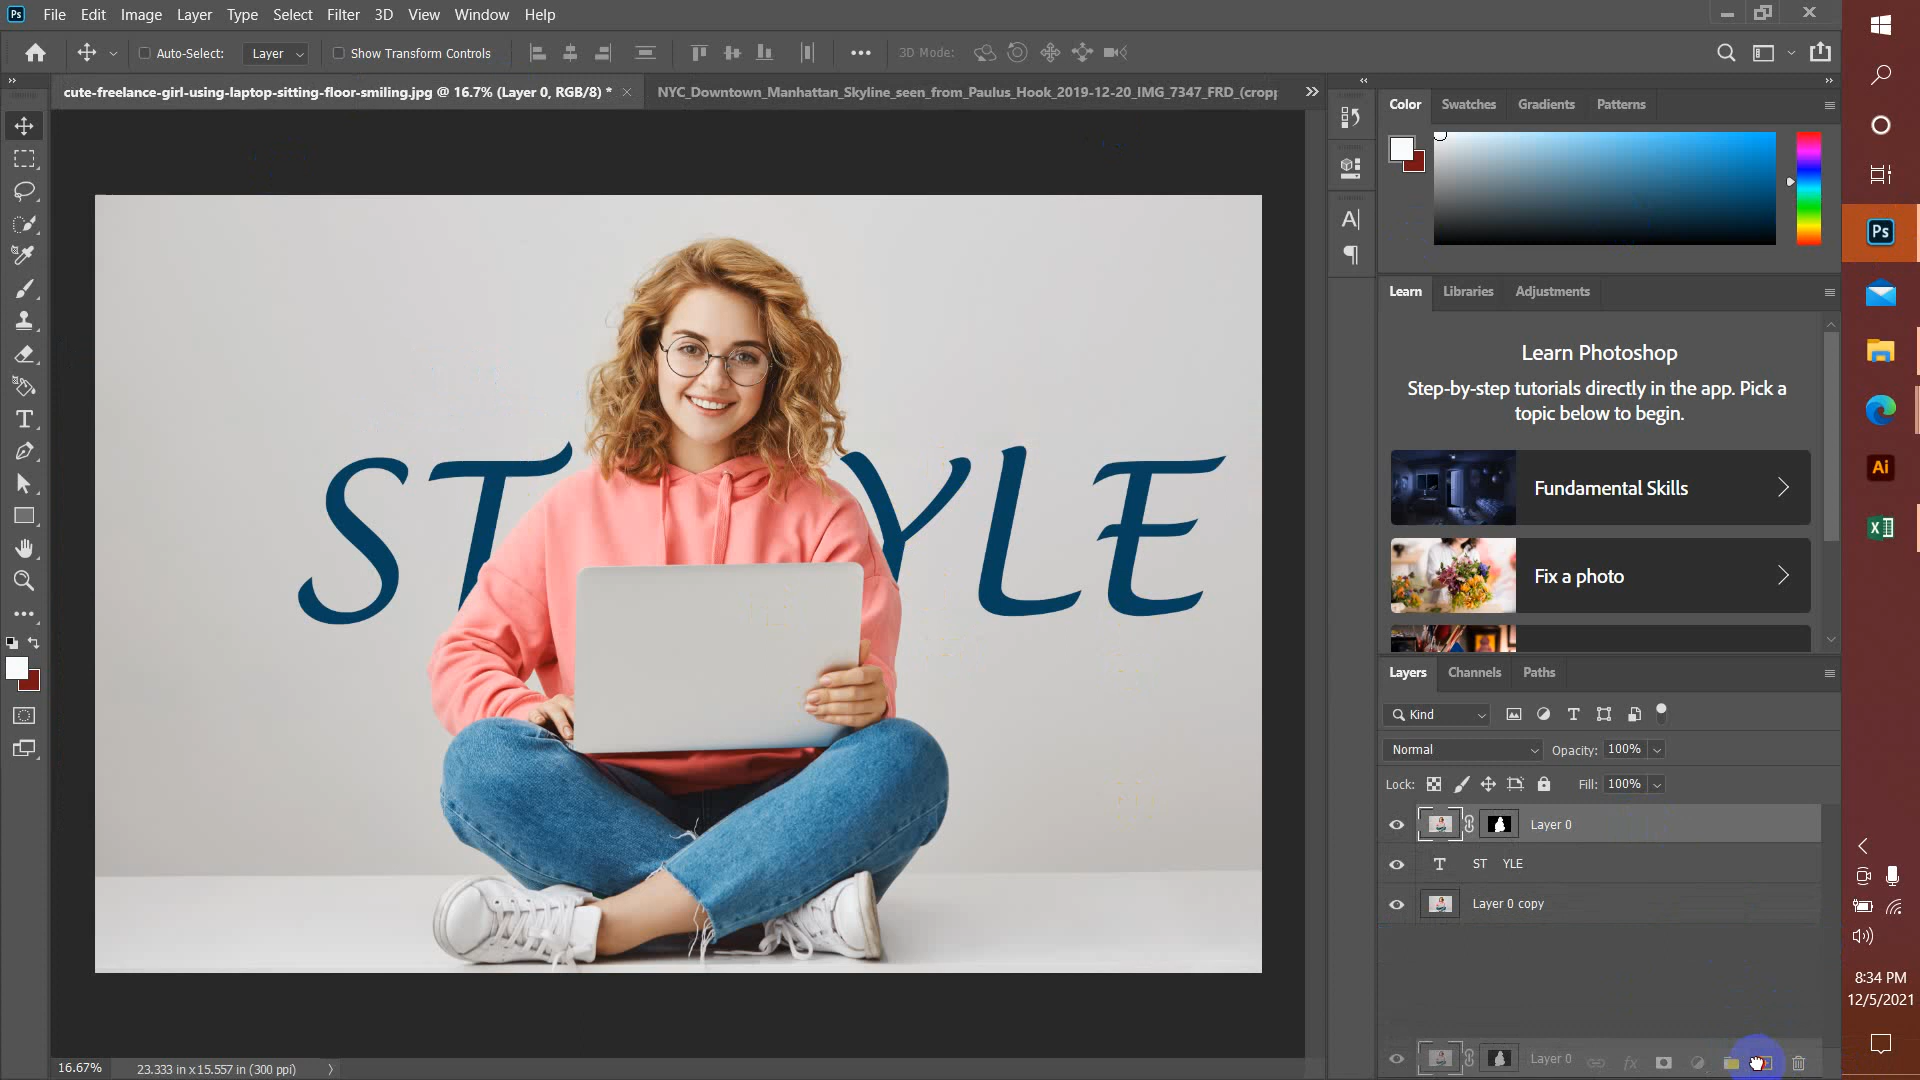 Ps File Edit Image Layer Type Select Filter 3D View Window Help
Auto-Select: Layer Show Transform Controls 3D Mode:
cute-freelance-girl-using-laptop-sitting-floor-smiling.jpg @ 16.7% (Layer 0, RGB/8) *
NYC_Downtown_Manhattan_Skyline_seen_from_Paulus_Hook_2019-12-20_IMG_7347_FRD_(cropp
Color Swatches Gradients Patterns
Learn Libraries Adjustments
Learn Photoshop
Step-by-step tutorials directly in the app. Pick a
topic below to begin.
Fundamental Skills
Fix a photo
ST YLE
Layers Channels Paths
Kind
Normal Opacity: 100%
Lock: Fill: 100%
Layer 0
ST YLE
Layer 0 copy
Layer 0
fx
16.67% 23.333 in x 15.557 in (300 ppi)
Ps
Ai
8:34 PM
12/5/2021